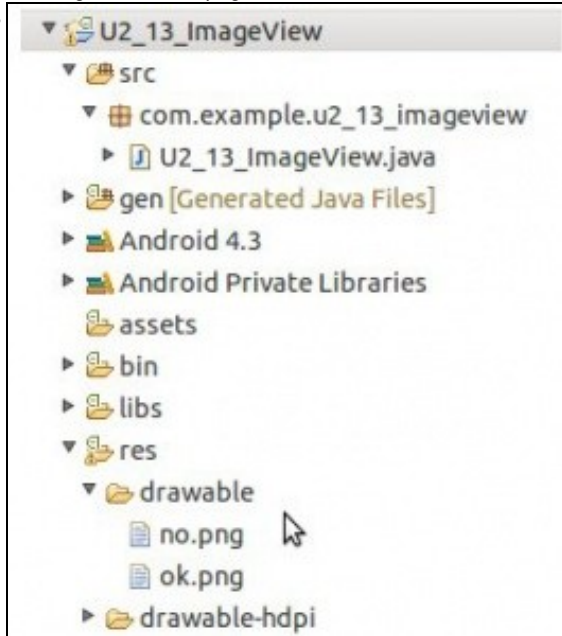 U2_13_ImageView
src
com.example.u2_13_imageview
U2_13_ImageView.java
gen [Generated Java Files]
Android 4.3
Android Private Libraries
assets
bin
libs
res
drawable
no.png
ok.png
drawable-hdpi